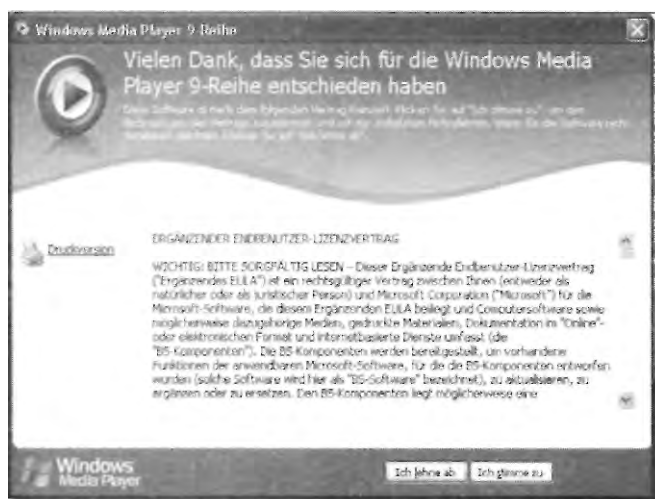 Windows Media Player 9-Reihe
Vielen Dank, dass Sie sich für die Windows Media
Player 9-Reihe entschieden haben
Druckversion
ERGÄNZENDER ENDBENUTZER-LIZENZVERTRAG
WICHTIG: BITTE SORGFÄLTIG LESEN – Dieser Ergänzende Endbenutzer-Lizenzvertrag
("Ergänzendes EULA") ist ein rechtsgültiger Vertrag zwischen Ihnen (entweder als
natürlicher oder als juristischer Person) und Microsoft Corporation ("Microsoft") für die
Microsoft-Software, die diesem Ergänzenden EULA beiliegt und Computersoftware sowie
möglicherweise dazugehörige Medien, gedruckte Materialien, Dokumentation im "Online"-
oder elektronischen Format und internetbasierte Dienste umfasst (die
"BS-Komponenten"). Die BS-Komponenten werden bereitgestellt, um vorhandene
Funktionen der anwendbaren Microsoft-Software, für die die BS-Komponenten entworfen
wurden (solche Software wird hier als "BS-Software" bezeichnet), zu aktualisieren, zu
ergänzen oder zu ersetzen. Den BS-Komponenten liegt möglicherweise eine
Windows
Media Player
Ich lehne ab
Ich stimme zu